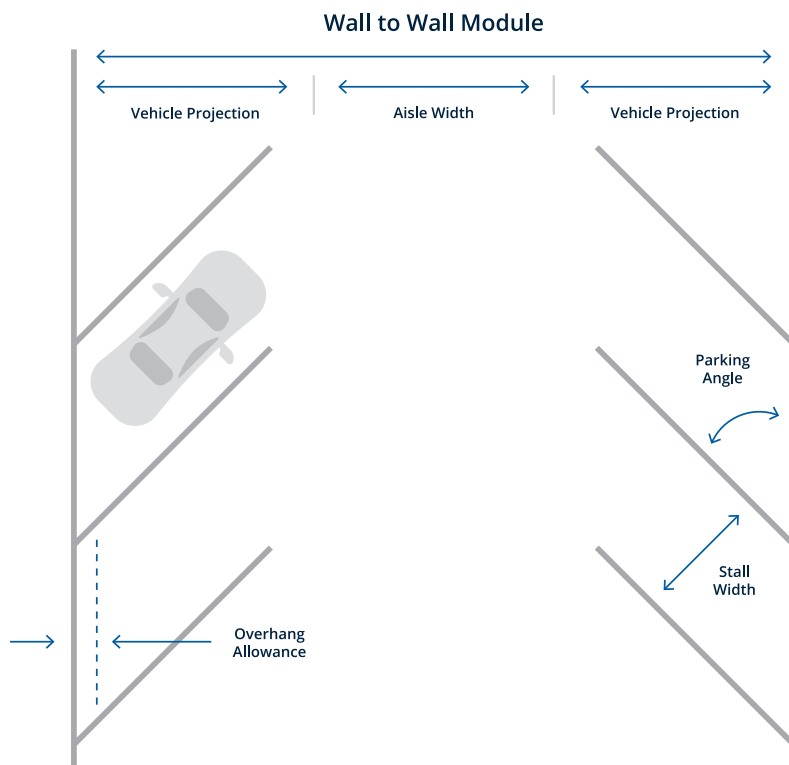 Wall to Wall Module
Vehicle Projection
Aisle Width
Vehicle Projection
Parking
Angle
Stall
Width
Overhang
Allowance